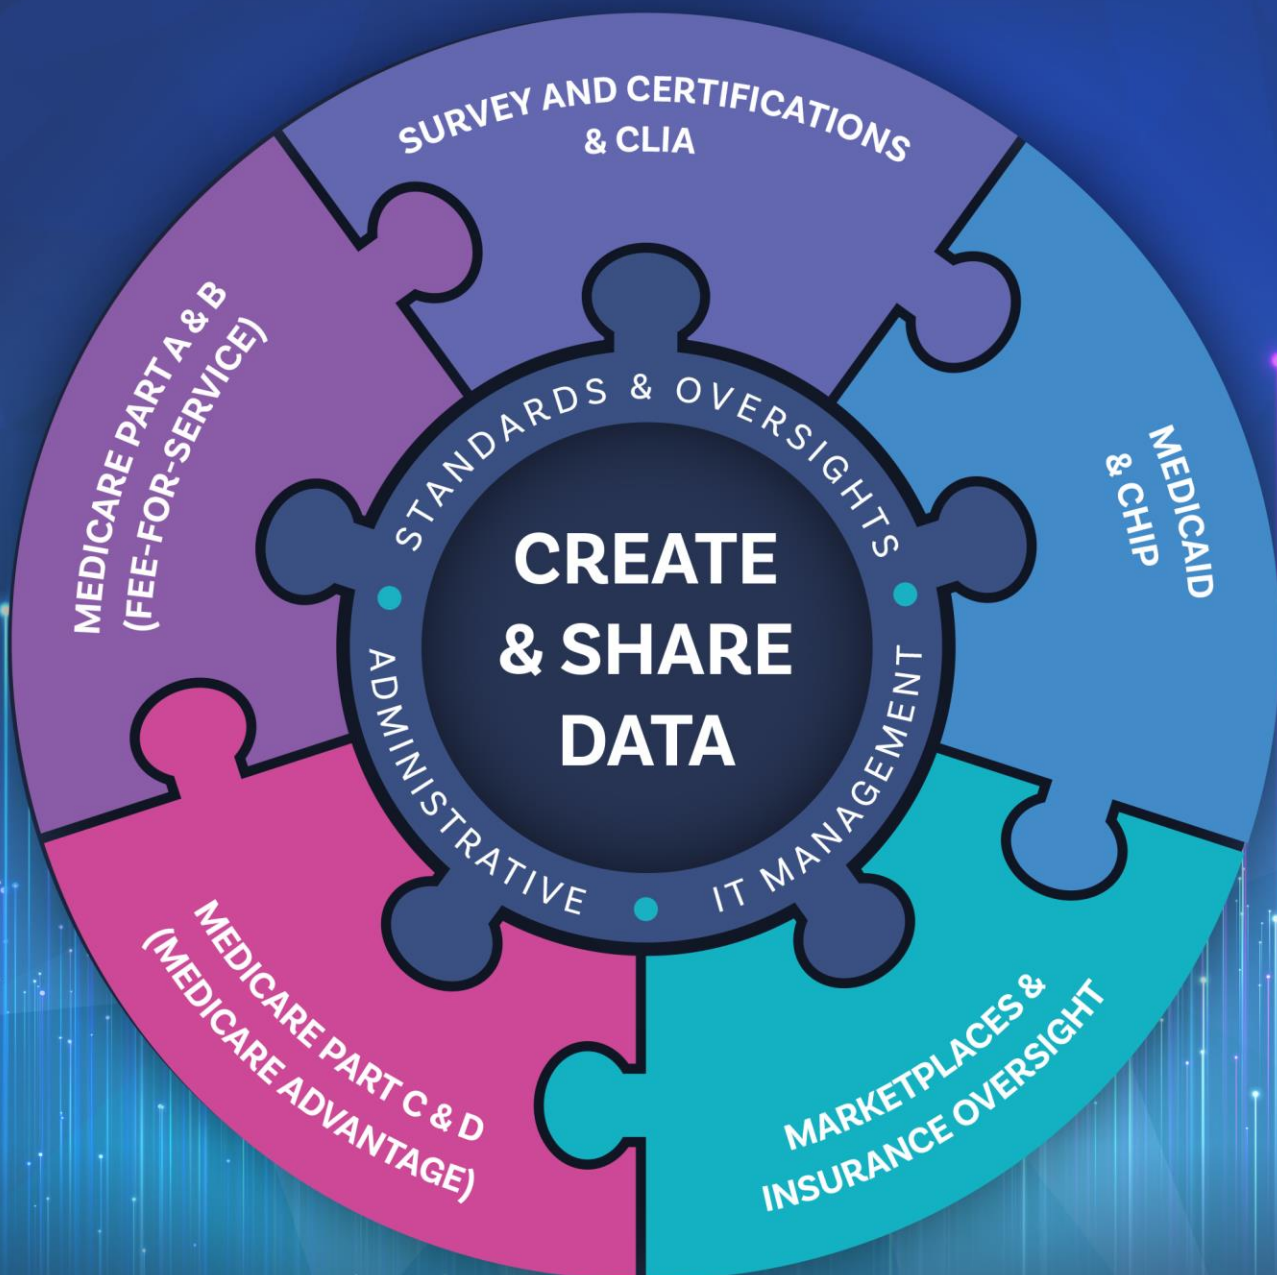 SURVEY AND CERTIFICATIONS
& CLIA
MEDICAID
& CHIP
MARKETPLACES &
INSURANCE OVERSIGHT
MEDICARE PART C & D
(MEDICARE ADVANTAGE)
MEDICARE PART A & B
(FEE-FOR-SERVICE)
STANDARDS & OVERSIGHTS
IT MANAGEMENT
ADMINISTRATIVE
CREATE
& SHARE
DATA